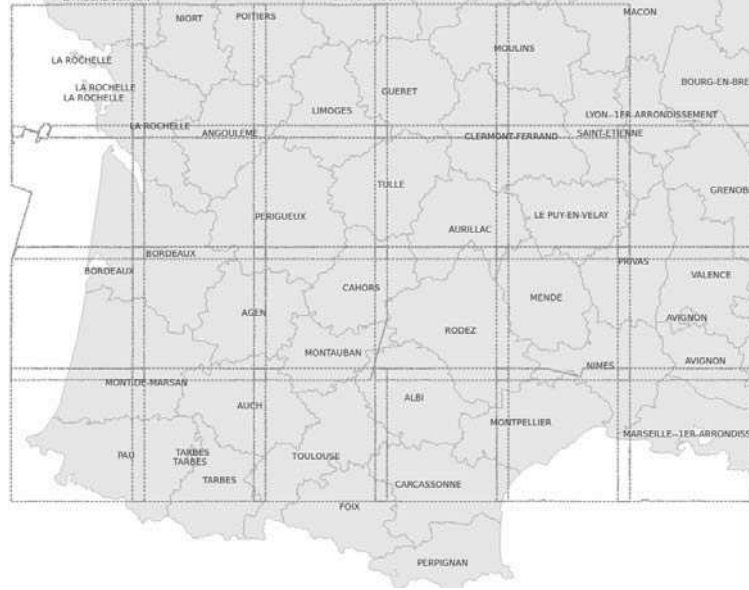 MACON
NIORT
POITIERS
MOULINS
LA ROCHELLE
BOURG-EN-BRE
LA ROCHELLE
GUERET
LA ROCHELLE
LIMOGES
LYON--1ER-ARRONDISSEMENT
LA ROCHELLE
ANGOULEME
CLERMONT-FERRAND
SAINT-ETIENNE
TULLE
GRENOB
PERIGUEUX
LE PUY-EN-VELAY
AURILLAC
BORDEAUX
PRIVAS
BORDEAUX
VALENCE
CAHORS
MENDE
AGEN
AVIGNON
RODEZ
MONTAUBAN
AVIGNON
NIMES
MONT-DE-MARSAN
ALBI
AUCH
MONTPELLIER
MARSEILLE--1ER-ARRONDISS
PAU
TARBES
TOULOUSE
TARBES
TARBES
CARCASSONNE
FOIX
PERPIGNAN